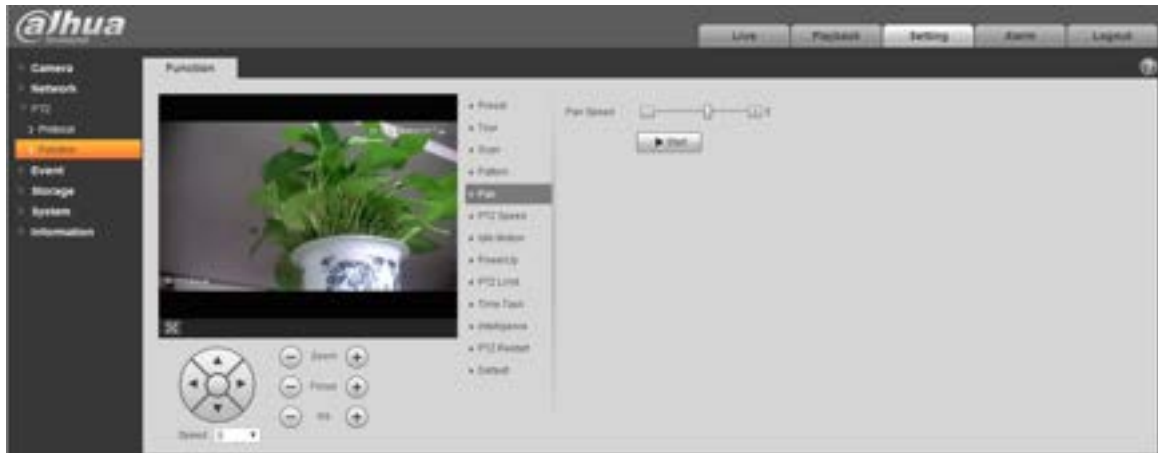 alhua
Live
Playback
Setting
Alarm
Logout
Camera
Network
PTZ
Protocol
Function
Event
Storage
System
Information
Function
Preset
Tour
Scan
Pattern
Pan
PTZ Speed
Idle Motion
PowerUp
PTZ Limit
Time Task
Intelligence
PTZ Restart
Default
Pan Speed
Start
Zoom
Focus
Iris
Speed